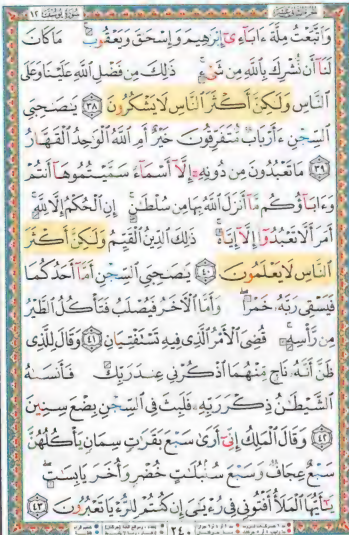 سُورَةُ يُوسُفَ ١٢
وَاتَّبَعْتُ مِلَّةَ ءَابَآءِىٓ إِبْرَٰهِيمَ وَإِسْحَٰقَ وَيَعْقُوبَ ۚ مَا كَانَ
لَنَآ أَن نُّشْرِكَ بِٱللَّهِ مِن شَىْءٍ ۚ ذَٰلِكَ مِن فَضْلِ ٱللَّهِ عَلَيْنَا وَعَلَى
ٱلنَّاسِ وَلَٰكِنَّ أَكْثَرَ ٱلنَّاسِ لَا يَشْكُرُونَ ٣٨ يَٰصَٰحِبَىِ
ٱلسِّجْنِ ءَأَرْبَابٌ مُّتَفَرِّقُونَ خَيْرٌ أَمِ ٱللَّهُ ٱلْوَٰحِدُ ٱلْقَهَّارُ
٣٩ مَا تَعْبُدُونَ مِن دُونِهِۦٓ إِلَّآ أَسْمَآءً سَمَّيْتُمُوهَآ أَنتُمْ
وَءَابَآؤُكُم مَّآ أَنزَلَ ٱللَّهُ بِهَا مِن سُلْطَٰنٍ ۚ إِنِ ٱلْحُكْمُ إِلَّا لِلَّهِ ۚ
أَمَرَ أَلَّا تَعْبُدُوٓا۟ إِلَّآ إِيَّاهُ ۚ ذَٰلِكَ ٱلدِّينُ ٱلْقَيِّمُ وَلَٰكِنَّ أَكْثَرَ
ٱلنَّاسِ لَا يَعْلَمُونَ ٤٠ يَٰصَٰحِبَىِ ٱلسِّجْنِ أَمَّآ أَحَدُكُمَا
فَيَسْقِى رَبَّهُۥ خَمْرًا ۖ وَأَمَّا ٱلْءَاخَرُ فَيُصْلَبُ فَتَأْكُلُ ٱلطَّيْرُ
مِن رَّأْسِهِۦ ۚ قُضِىَ ٱلْأَمْرُ ٱلَّذِى فِيهِ تَسْتَفْتِيَانِ ٤١ وَقَالَ لِلَّذِى
ظَنَّ أَنَّهُۥ نَاجٍ مِّنْهُمَا ٱذْكُرْنِى عِندَ رَبِّكَ فَأَنسَىٰهُ
ٱلشَّيْطَٰنُ ذِكْرَ رَبِّهِۦ فَلَبِثَ فِى ٱلسِّجْنِ بِضْعَ سِنِينَ
٤٢ وَقَالَ ٱلْمَلِكُ إِنِّىٓ أَرَىٰ سَبْعَ بَقَرَٰتٍ سِمَانٍ يَأْكُلُهُنَّ
سَبْعٌ عِجَافٌ وَسَبْعَ سُنۢبُلَٰتٍ خُضْرٍ وَأُخَرَ يَابِسَٰتٍ ۖ
يَٰٓأَيُّهَا ٱلْمَلَأُ أَفْتُونِى فِى رُءْيَٰىَ إِن كُنتُمْ لِلرُّءْيَا تَعْبُرُونَ ٤٣
٢٤٠